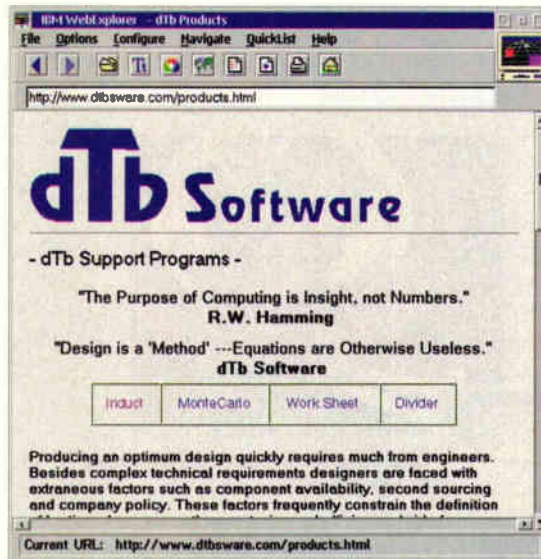 IBM WebExplorer - dTb Products
File Options Configure Navigate QuickList Help
http://www.dtbsware.com/products.html
dTb Software
- dTb Support Programs -
"The Purpose of Computing is Insight, not Numbers."
R.W. Hamming
"Design is a 'Method' ---Equations are Otherwise Useless."
dTb Software
Induct MonteCarlo Work Sheet Divider
Producing an optimum design quickly requires much from engineers.
Besides complex technical requirements designers are faced with
extraneous factors such as component availability, second sourcing
and company policy. These factors frequently constrain the definition
Current URL: http://www.dtbsware.com/products.html